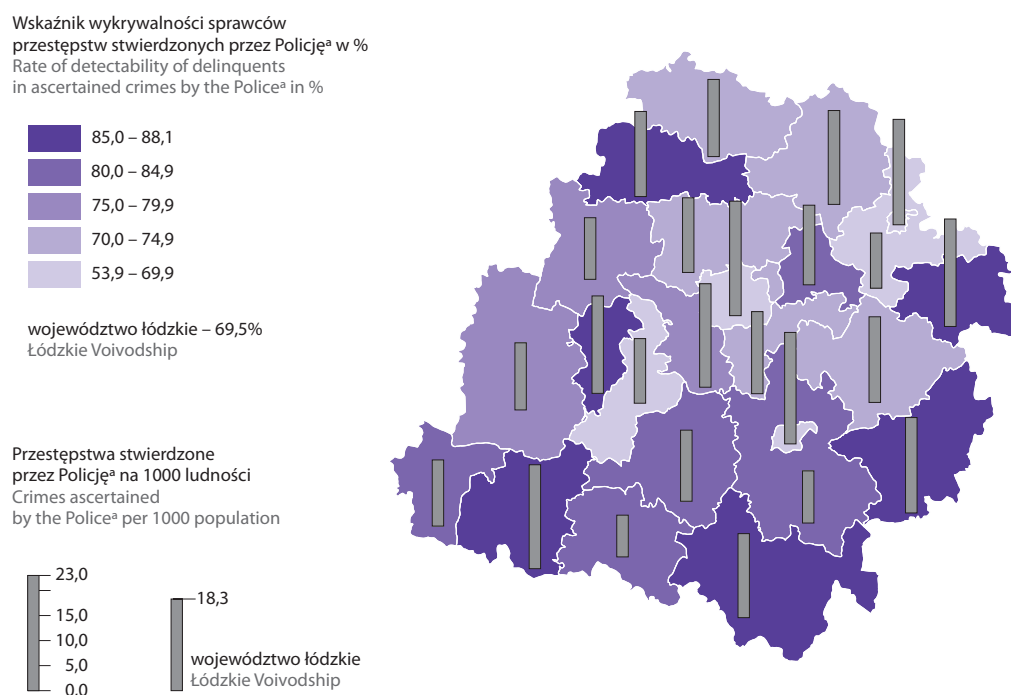 Wskaźnik wykrywalności sprawców
przestępstw stwierdzonych przez Policjęᵃ w %
Rate of detectability of delinquents
in ascertained crimes by the Policeᵃ in %
85,0 – 88,1
80,0 – 84,9
75,0 – 79,9
70,0 – 74,9
53,9 – 69,9
województwo łódzkie – 69,5%
Łódzkie Voivodship
Przestępstwa stwierdzone
przez Policjęᵃ na 1000 ludności
Crimes ascertained
by the Policeᵃ per 1000 population
23,0
15,0
10,0
5,0
0,0
18,3
województwo łódzkie
Łódzkie Voivodship